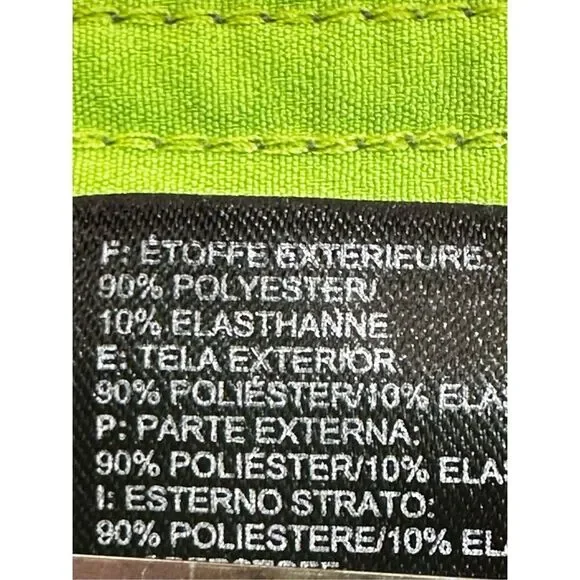 F: ÉTOFFE EXTERIEURE:
90% POLYESTER/
10% ELASTHANNE
E: TELA EXTERIOR
90% POLIÉSTER/10% ELAS
P: PARTE EXTERNA:
90% POLIÉSTER/10% ELAS
I: ESTERNO STRATO:
90% POLIESTERE/10% ELA